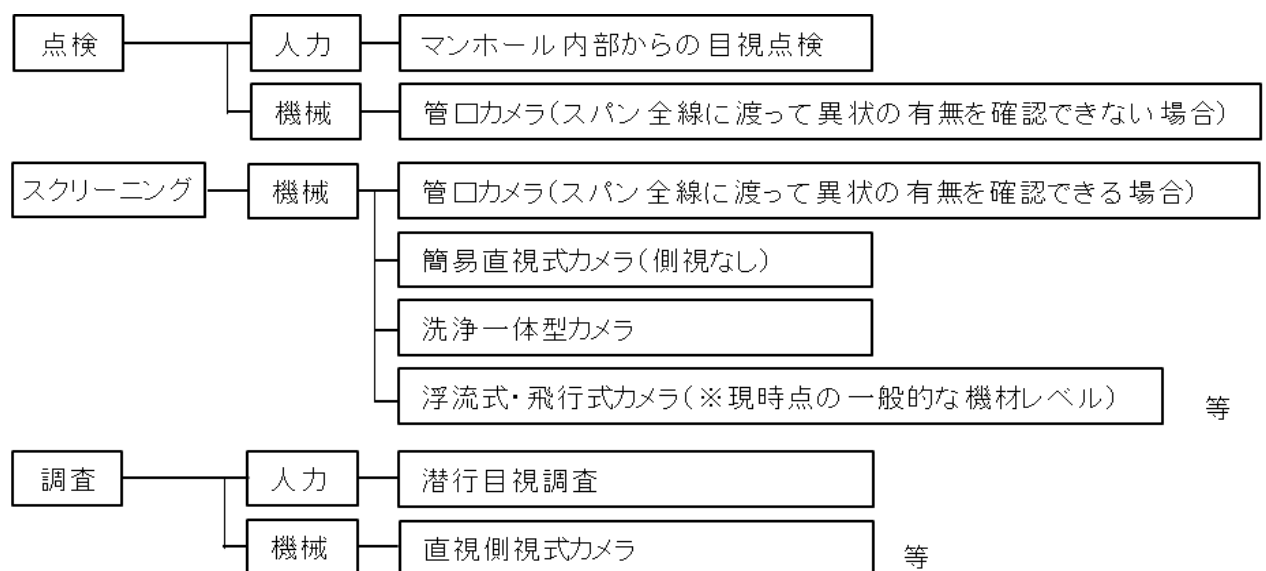 点検 人力 マンホール内部からの目視点検
機械 管口カメラ(スパン全線に渡って異状の有無を確認できない場合)
スクリーニング 機械 管口カメラ(スパン全線に渡って異状の有無を確認できる場合)
簡易直視式カメラ(側視なし)
洗浄一体型カメラ
浮流式・飛行式カメラ(※現時点の一般的な機材レベル) 等
調査 人力 潜行目視調査
機械 直視側視式カメラ 等